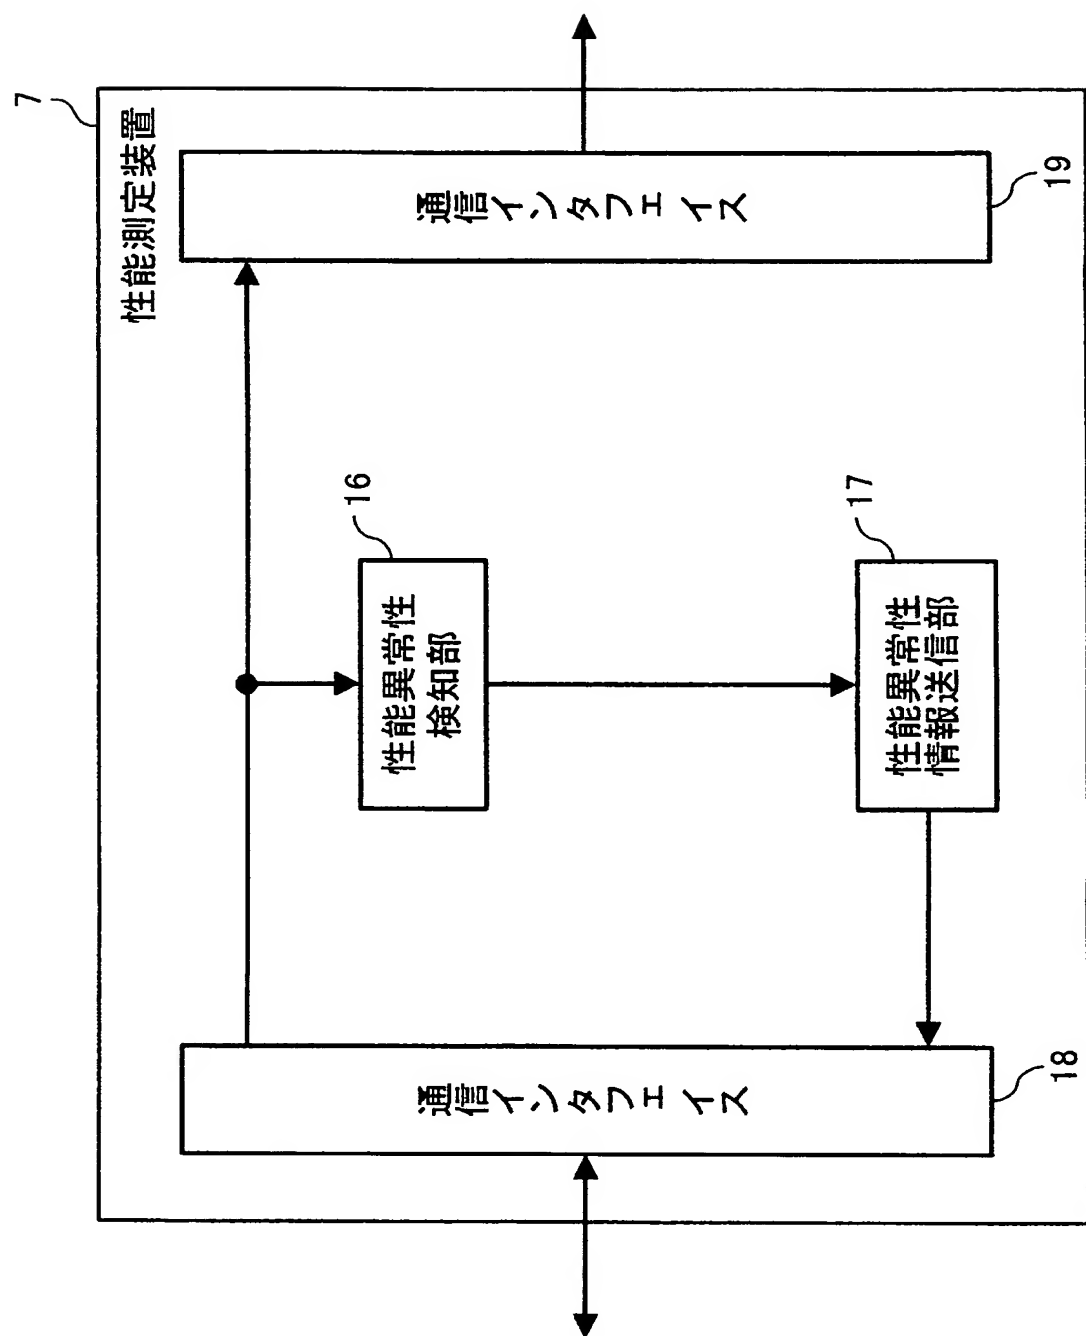 7
性能測定装置
通信インタフェイス
19
16
性能異常性
検知部
17
性能異常性
情報送信部
通信インタフェイス
18